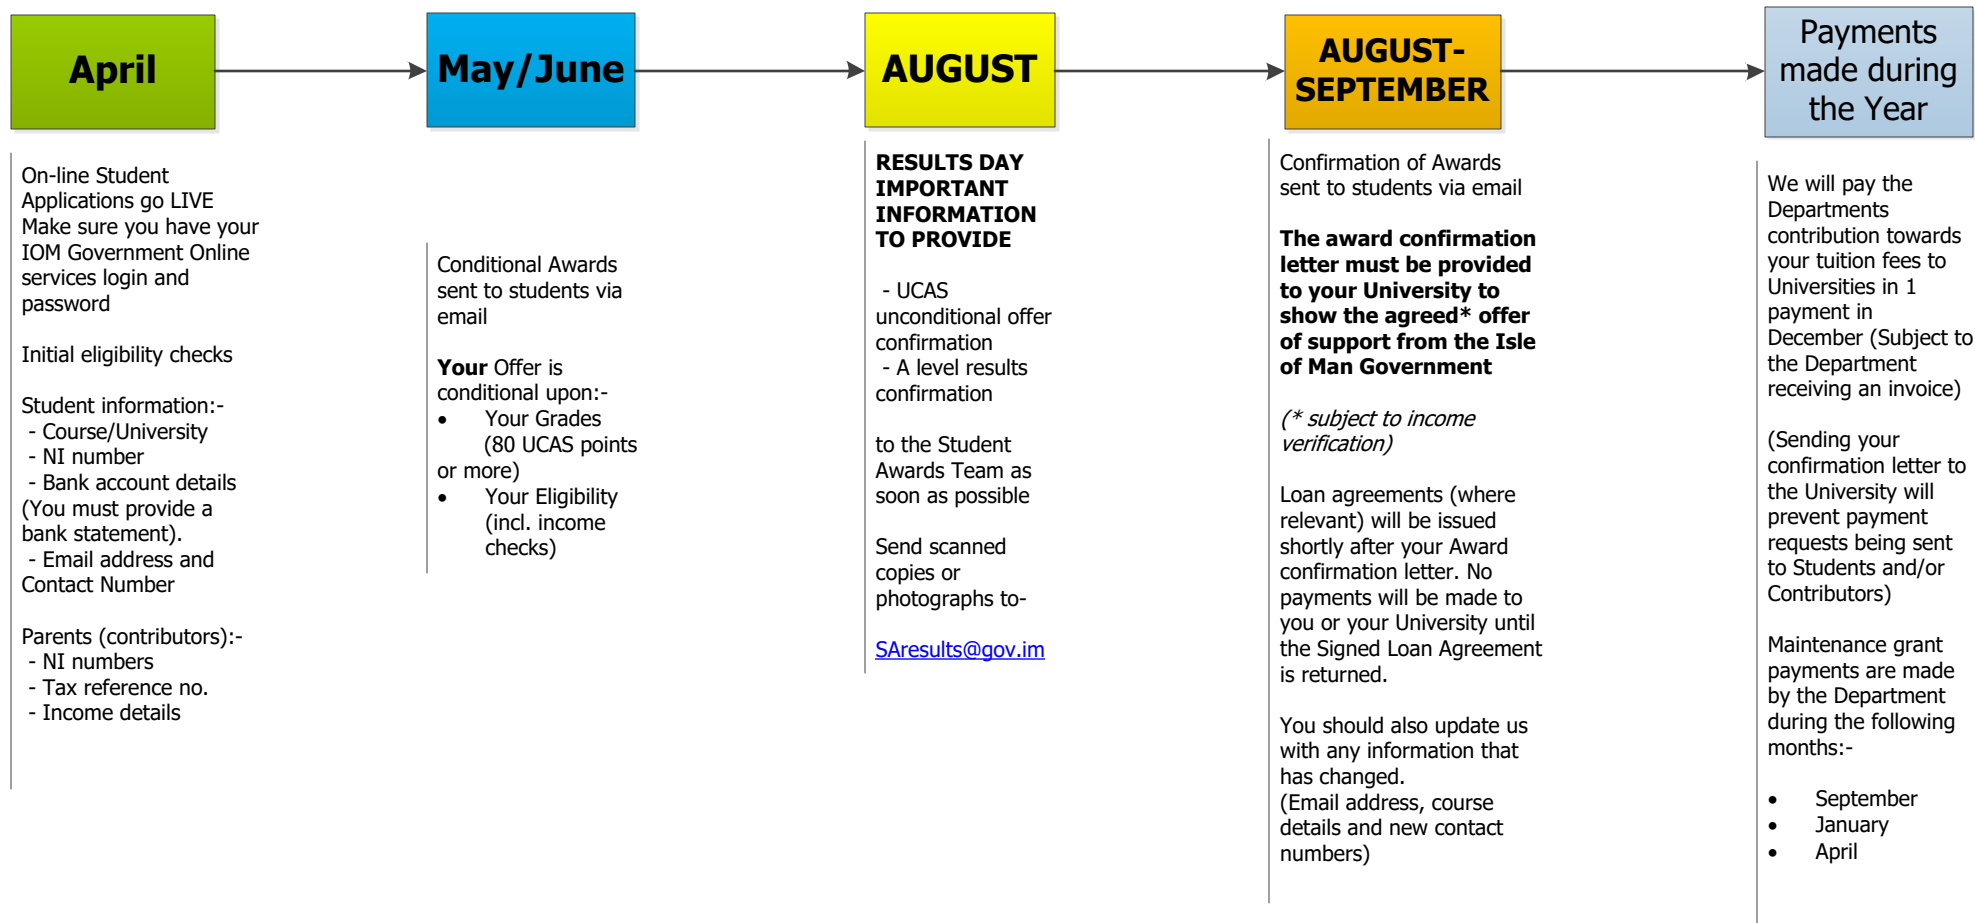 April
On-line Student
Applications go LIVE
Make sure you have your
IOM Government Online
services login and
password
Initial eligibility checks
Student information:-
- Course/University
- NI number
- Bank account details
(You must provide a
bank statement).
- Email address and
Contact Number
Parents (contributors):-
- NI numbers
- Tax reference no.
- Income details
May/June
Conditional Awards
sent to students via
email
Your Offer is
conditional upon:-
• Your Grades
(80 UCAS points
or more)
• Your Eligibility
(incl. income
checks)
AUGUST
RESULTS DAY
IMPORTANT
INFORMATION
TO PROVIDE
- UCAS
unconditional offer
confirmation
- A level results
confirmation
to the Student
Awards Team as
soon as possible
Send scanned
copies or
photographs to-
SAresults@gov.im
AUGUST-
SEPTEMBER
Confirmation of Awards
sent to students via email
The award confirmation
letter must be provided
to your University to
show the agreed* offer
of support from the Isle
of Man Government
(* subject to income
verification)
Loan agreements (where
relevant) will be issued
shortly after your Award
confirmation letter. No
payments will be made to
you or your University until
the Signed Loan Agreement
is returned.
You should also update us
with any information that
has changed.
(Email address, course
details and new contact
numbers)
Payments
made during
the Year
We will pay the
Departments
contribution towards
your tuition fees to
Universities in 1
payment in
December (Subject to
the Department
receiving an invoice)
(Sending your
confirmation letter to
the University will
prevent payment
requests being sent
to Students and/or
Contributors)
Maintenance grant
payments are made
by the Department
during the following
months:-
• September
• January
• April